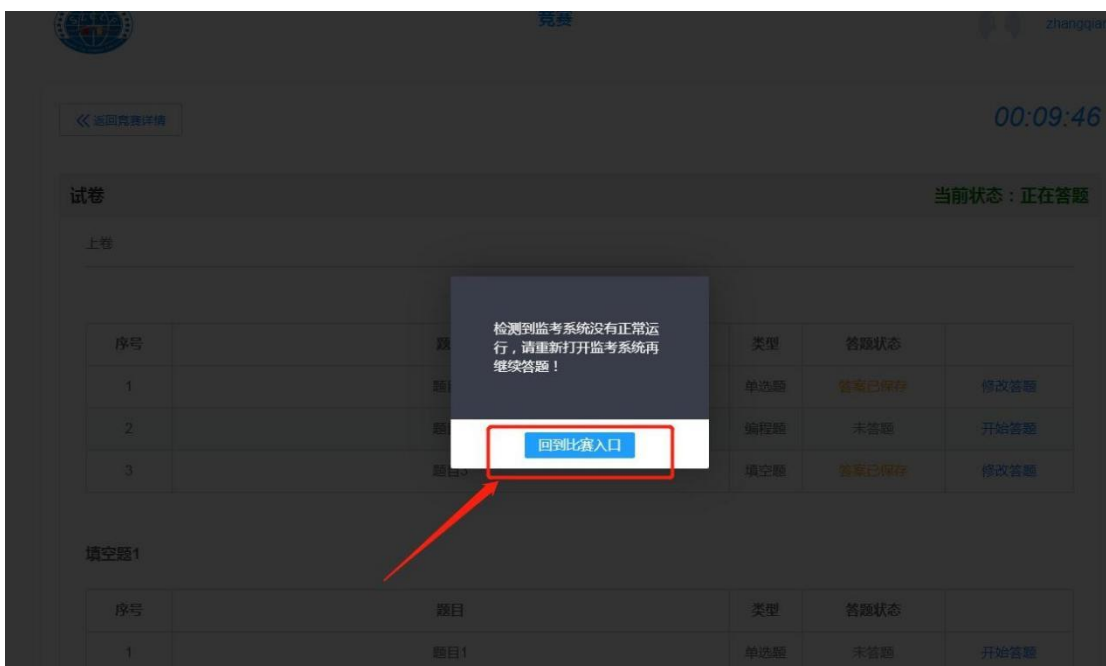 竞赛
zhangqian
返回竞赛详情
00:09:46
试卷
当前状态：正在答题
上卷
检测到监考系统没有正常运
行，请重新打开监考系统再
继续答题！
回到比赛入口
序号 题 类型 答题状态
1 题 单选题 答案已保存 修改答题
2 题 编程题 未答题 开始答题
3 题目3 填空题 答案已保存 修改答题
填空题1
序号 题目 类型 答题状态
1 题目1 单选题 未答题 开始答题